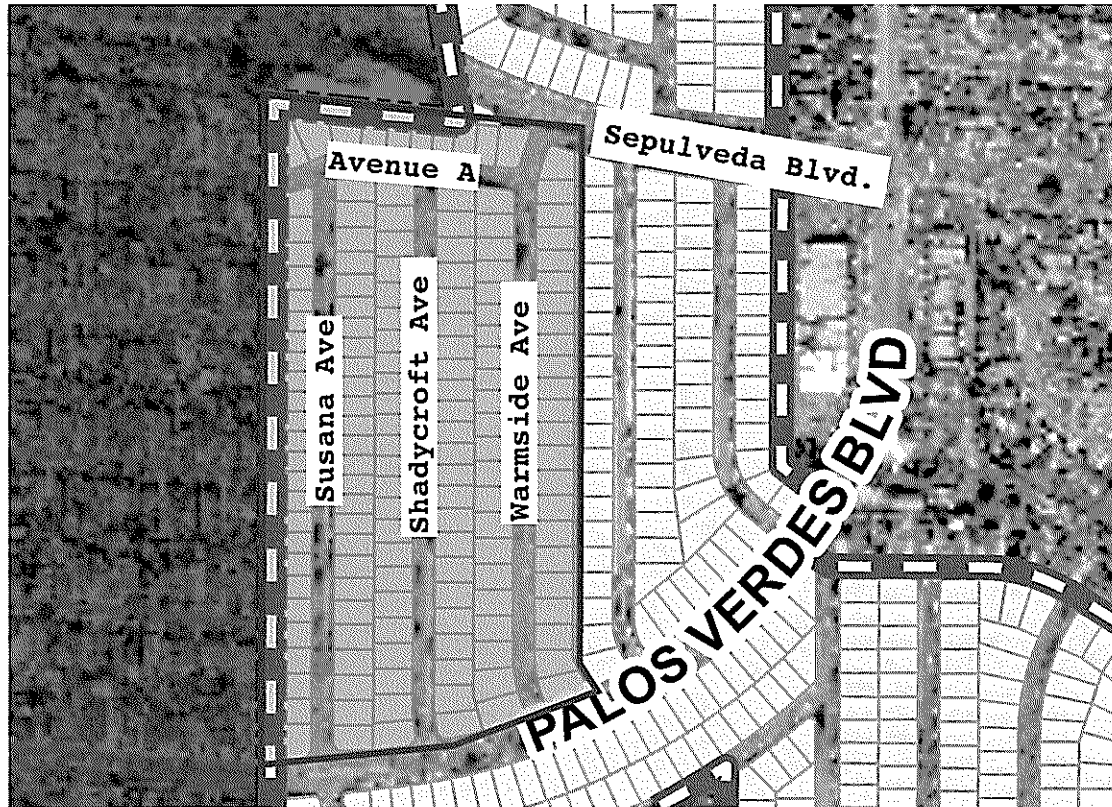 Sepulveda Blvd.
Avenue A
Susana Ave
Shadycroft Ave
Warmside Ave
PALOS VERDES BLVD